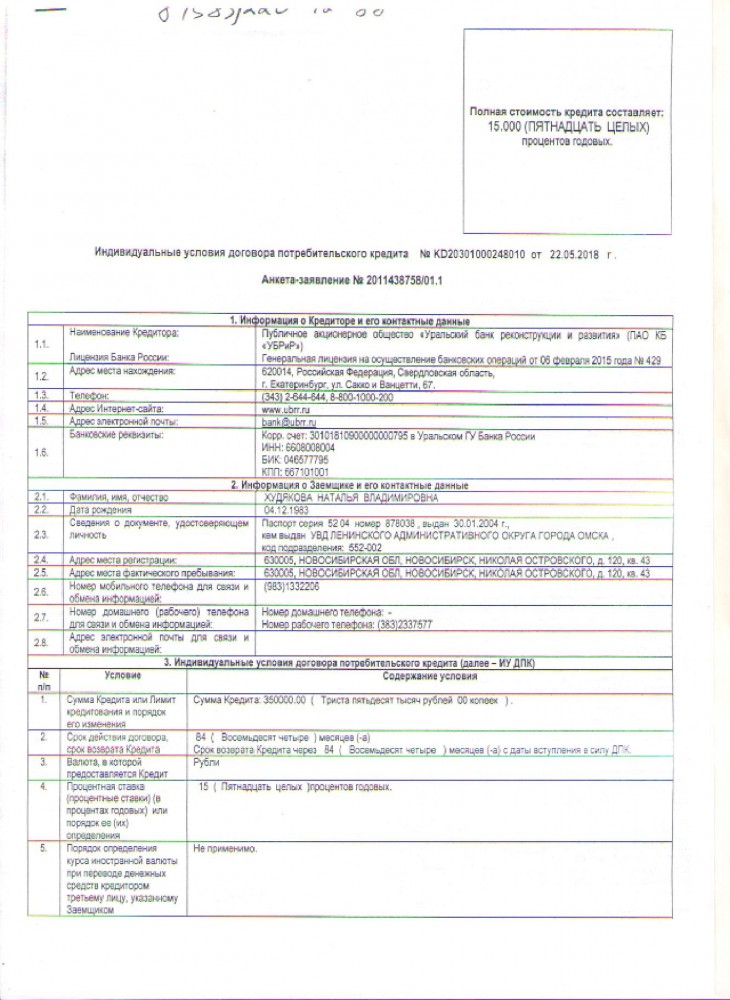 Полная стоимость кредита составляет:
15.000 (ПЯТНАДЦАТЬ ЦЕЛЫХ)
процентов годовых.
Индивидуальные условия договора потребительского кредита № KD20301000248010 от 22.05.2018 г.
Анкета-заявление № 2011438758/01.1
1. Информация о Кредиторе и его контактные данные
1.1. Наименование Кредитора: Публичное акционерное общество «Уральский банк реконструкции и развития» (ПАО КБ
«УБРиР»)
Лицензия Банка России: Генеральная лицензия на осуществление банковских операций от 06 февраля 2015 года № 429
1.2. Адрес места нахождения: 620014, Российская Федерация, Свердловская область,
г. Екатеринбург, ул. Сакко и Ванцетти, 67.
1.3. Телефон: (343) 2-644-644, 8-800-1000-200
1.4. Адрес Интернет-сайта: www.ubrr.ru
1.5. Адрес электронной почты: bank@ubrr.ru
1.6. Банковские реквизиты: Корр. счет: 30101810900000000795 в Уральском ГУ Банка России
ИНН: 6608008004
БИК: 046577795
КПП: 667101001
2. Информация о Заемщике и его контактные данные
2.1. Фамилия, имя, отчество ХУДЯКОВА НАТАЛЬЯ ВЛАДИМИРОВНА
2.2. Дата рождения 04.12.1983
2.3. Сведения о документе, удостоверяющем Паспорт серия 52 04 номер 878038 , выдан 30.01.2004 г.,
личность кем выдан УВД ЛЕНИНСКОГО АДМИНИСТРАТИВНОГО ОКРУГА ГОРОДА ОМСКА ,
код подразделения: 552-002
2.4. Адрес места регистрации: 630005, НОВОСИБИРСКАЯ ОБЛ, НОВОСИБИРСК, НИКОЛАЯ ОСТРОВСКОГО, д. 120, кв. 43
2.5. Адрес места фактического пребывания: 630005, НОВОСИБИРСКАЯ ОБЛ, НОВОСИБИРСК, НИКОЛАЯ ОСТРОВСКОГО, д. 120, кв. 43
2.6. Номер мобильного телефона для связи и (983)1332206
обмена информацией:
2.7. Номер домашнего (рабочего) телефона Номер домашнего телефона: -
для связи и обмена информацией: Номер рабочего телефона: (383)2337577
2.8. Адрес электронной почты для связи и
обмена информацией:
3. Индивидуальные условия договора потребительского кредита (далее – ИУ ДПК)
№ Условие Содержание условия
п/п
1. Сумма Кредита или Лимит Сумма Кредита: 350000.00 ( Триста пятьдесят тысяч рублей 00 копеек ) .
кредитования и порядок
его изменения
2. Срок действия договора, 84 ( Восемьдесят четыре ) месяцев (-а)
срок возврата Кредита Срок возврата Кредита через 84 ( Восемьдесят четыре ) месяцев (-а) с даты вступления в силу ДПК.
3. Валюта, в которой Рубли
предоставляется Кредит
4. Процентная ставка 15 ( Пятнадцать целых )процентов годовых.
(процентные ставки) (в
процентах годовых) или
порядок ее (их)
определения
5. Порядок определения Не применимо.
курса иностранной валюты
при переводе денежных
средств кредитором
третьему лицу, указанному
Заемщиком